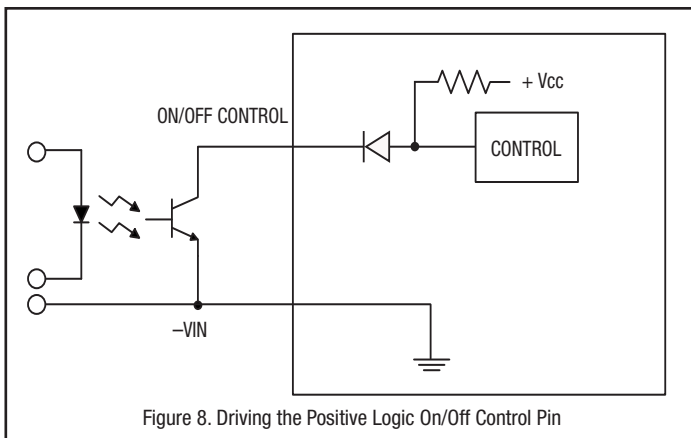 + Vcc
ON/OFF CONTROL
CONTROL
–VIN
Figure 8. Driving the Positive Logic On/Off Control Pin